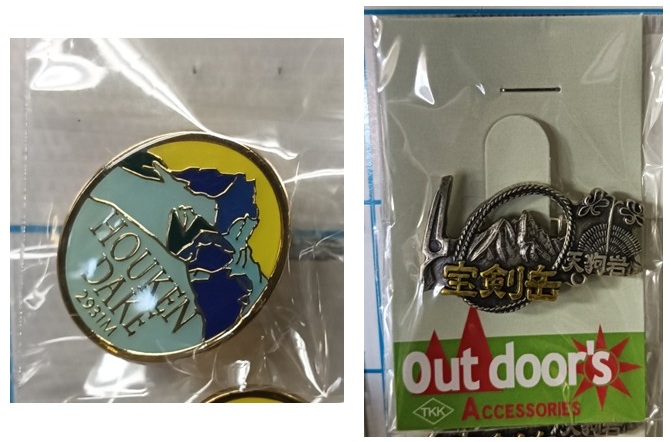 HOUKEN
DAKE
2931M
宝剣岳
天狗岩
Out door's
TKK
ACCESSORIES